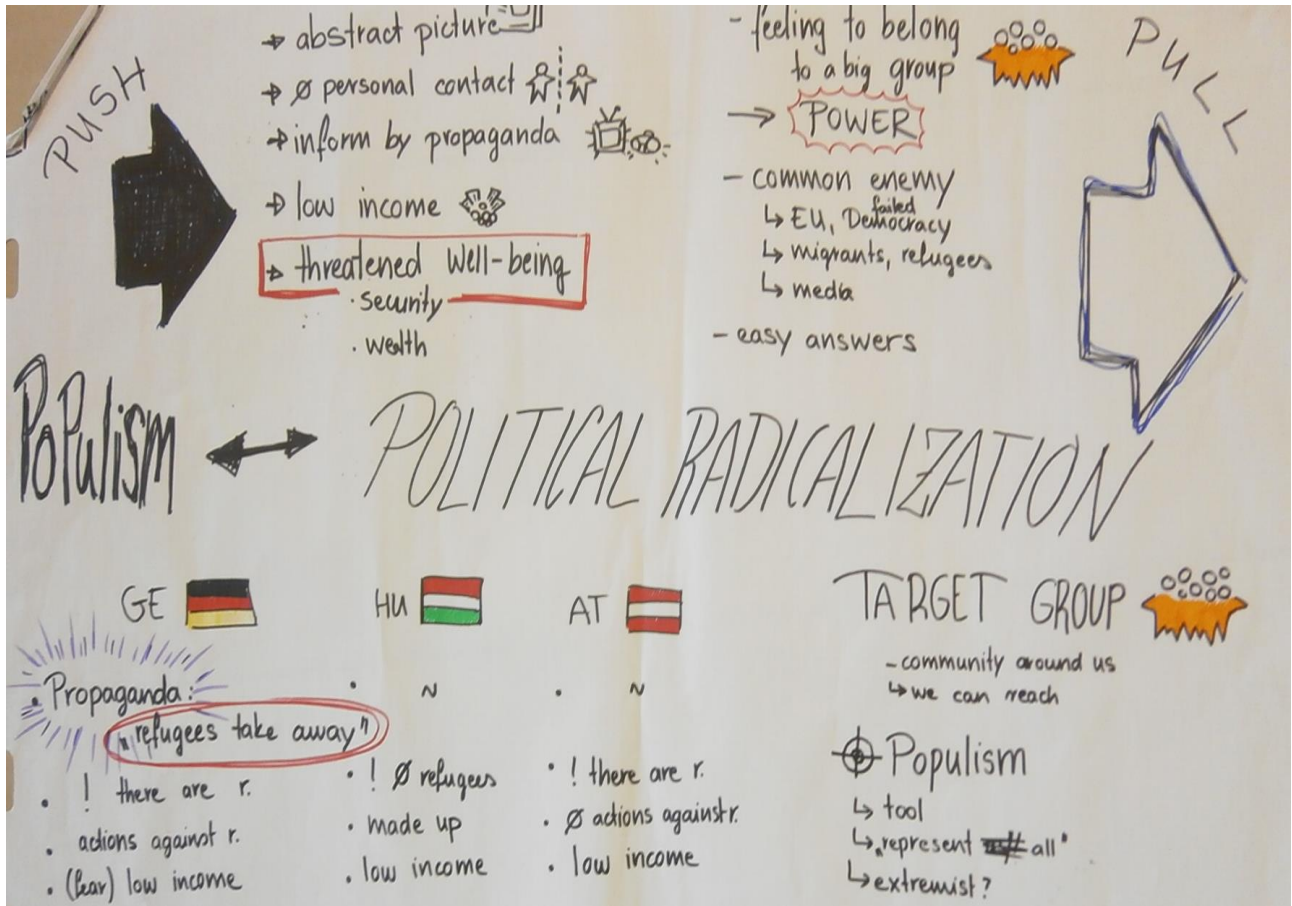 PUSH
→ abstract picture
→ Ø personal contact
→ inform by propaganda
→ low income
→ threatened well-being
· security
· wealth
- feeling to belong
to a big group
→ POWER
- common enemy
↳ EU, failed Democracy
↳ migrants, refugees
↳ media
- easy answers
PULL
POPulism ↔ POLITICAL RADICALIZATION
GE
· Propaganda:
„refugees take away"
· ! there are r.
· actions against r.
· (fear) low income
HU
· ~
· ! Ø refugees
· made up
· low income
AT
· ~
· ! there are r.
· Ø actions against r.
· low income
TARGET GROUP
- community around us
↳ we can reach
Populism
↳ tool
↳ „represent all"
↳ extremist?